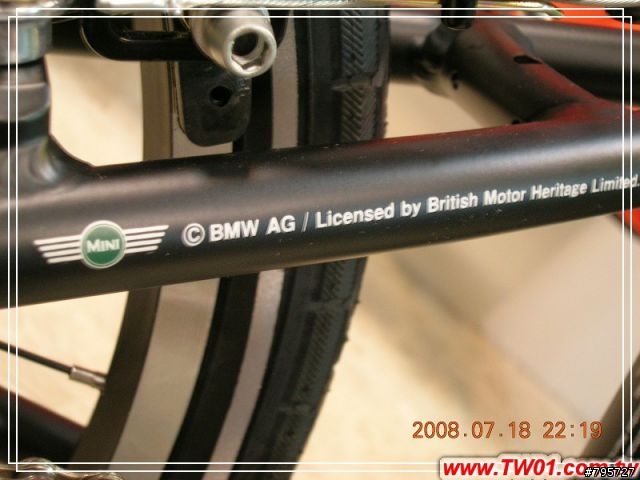 MINI © BMW AG / Licensed by British Motor Heritage Limited.
2008.07.18 22:19
www.TW01.com.tw
#795727